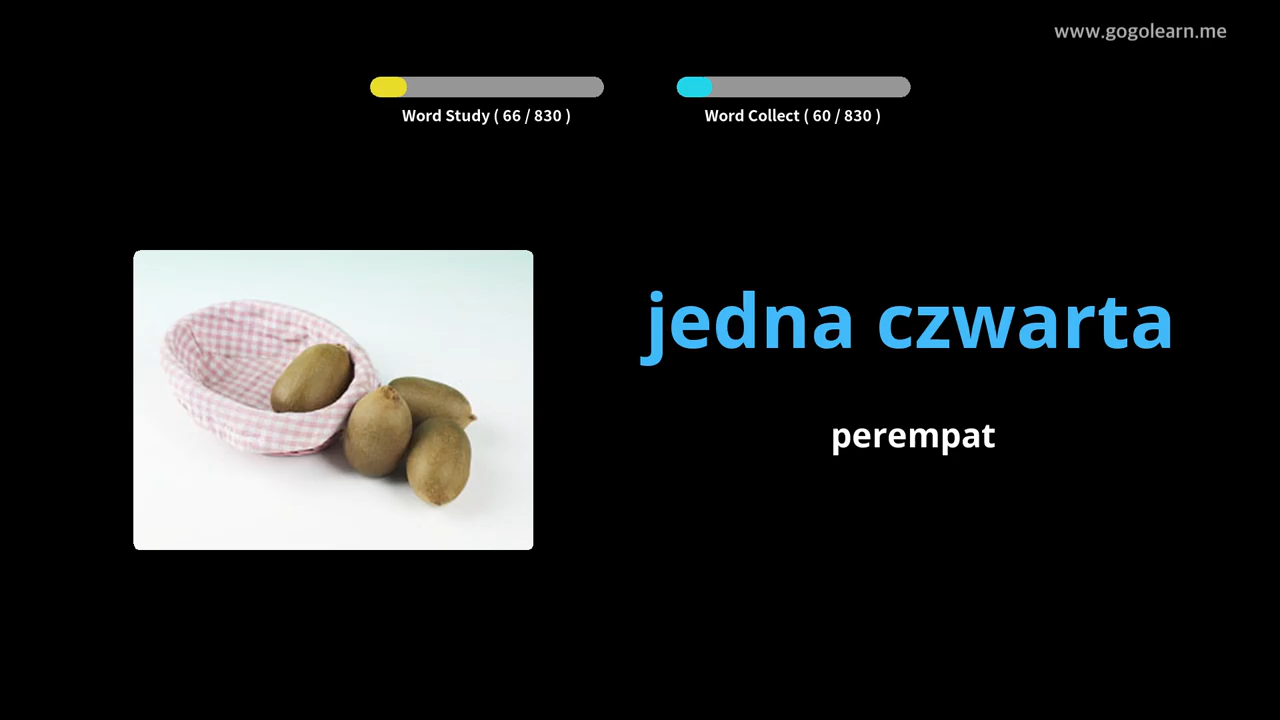 www.gogolearn.me
Word Study ( 66 / 830 )
Word Collect ( 60 / 830 )
jedna czwarta
perempat